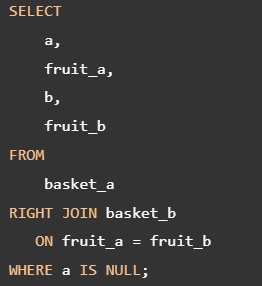 SELECT
    a,
    fruit_a,
    b,
    fruit_b
FROM
    basket_a
RIGHT JOIN basket_b
   ON fruit_a = fruit_b
WHERE a IS NULL;